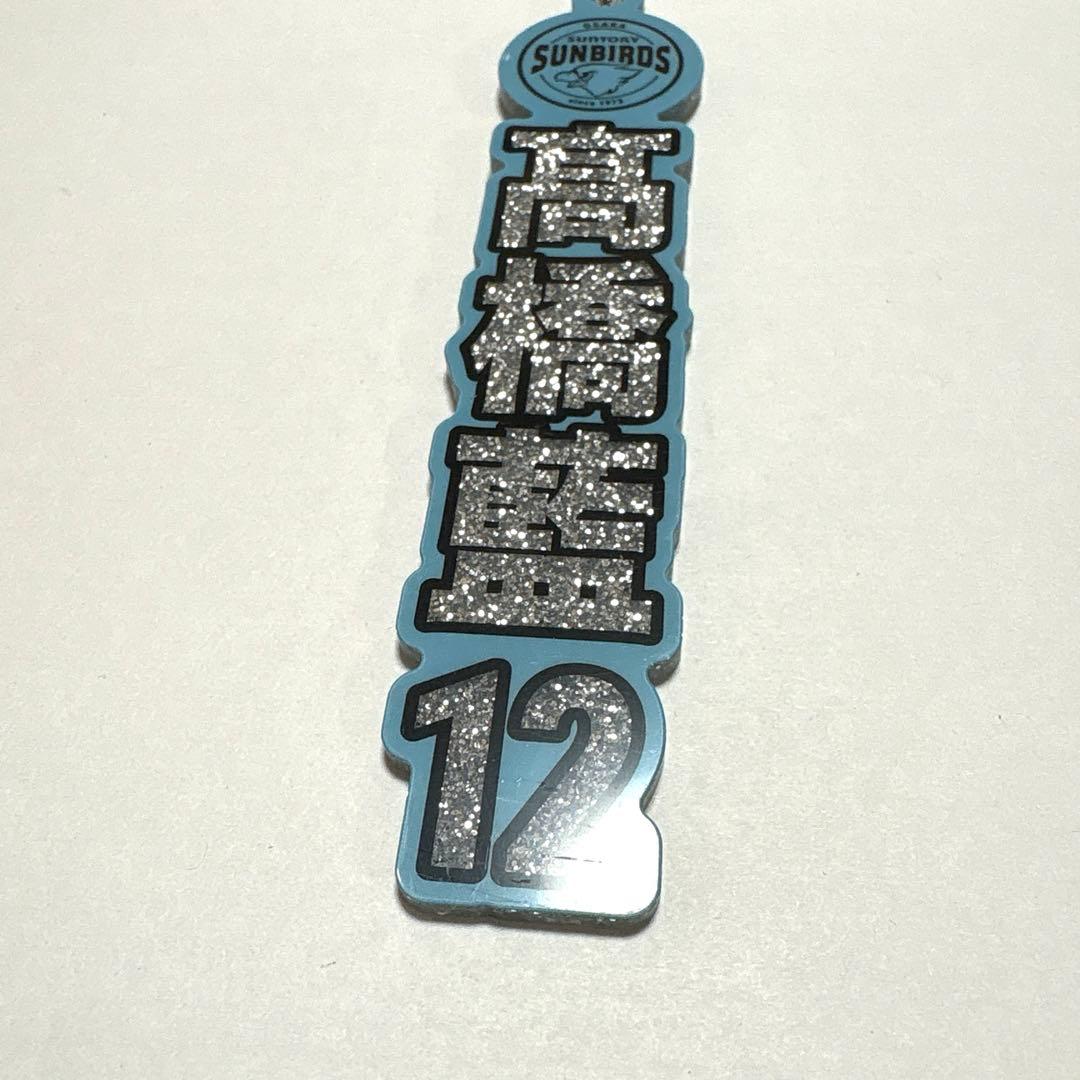 OSAKA
SUNTORY
SUNBIRDS
since 1973
髙
橋
藍
12